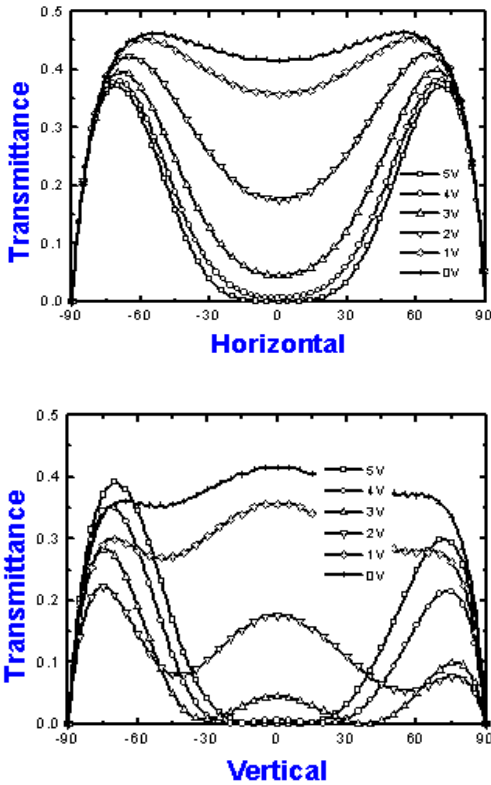 0.5
0.4
0.3
0.2
0.1
0.0
Transmittance
5V
4V
3V
2V
1V
0V
-90 -60 -30 0 30 60 90
Horizontal
0.5
0.4
0.3
0.2
0.1
0.0
Transmittance
5V
4V
3V
2V
1V
0V
-90 -60 -30 0 30 60 90
Vertical